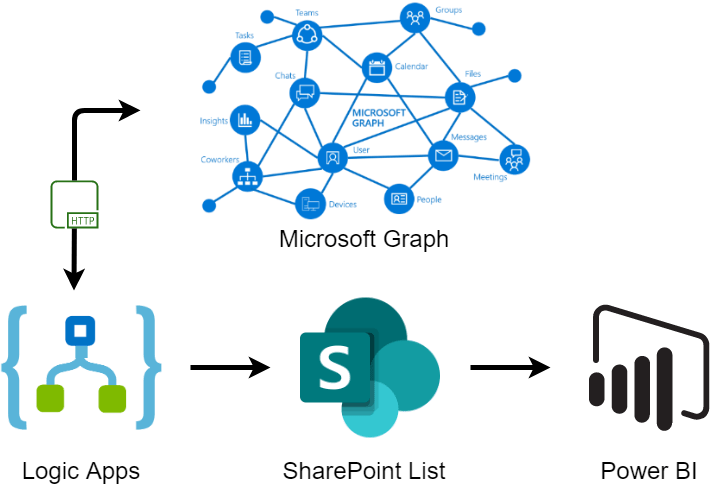 Teams
Groups
Tasks
Calendar
Chats
Files
MICROSOFT
GRAPH
Insights
Messages
User
Coworkers
Meetings
Devices
People
Microsoft Graph
HTTP
S
Logic Apps
SharePoint List
Power BI